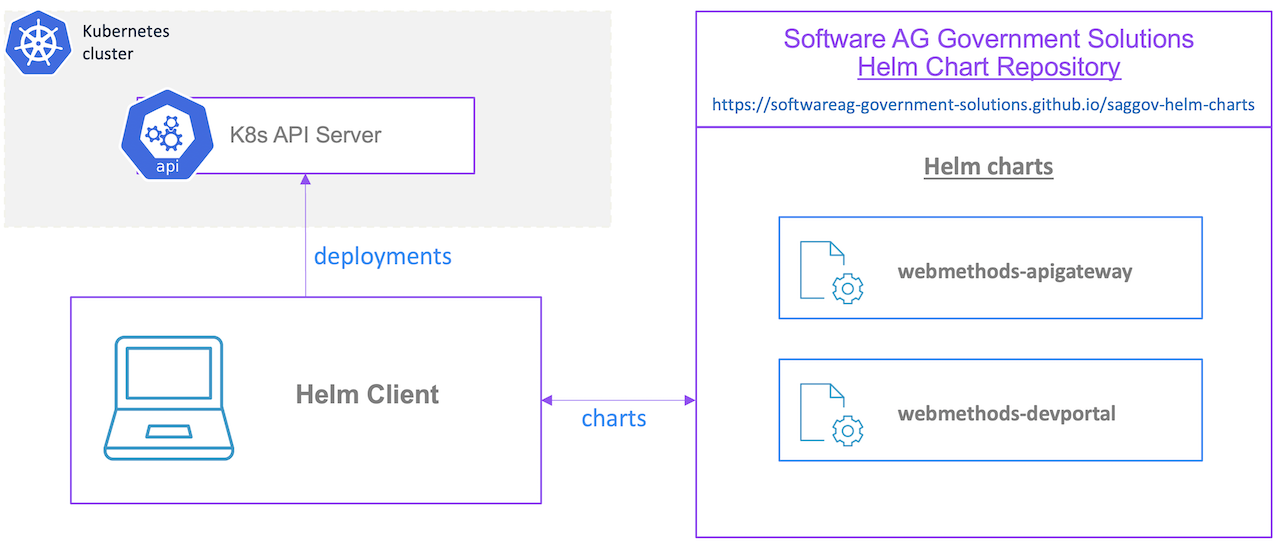 Kubernetes
cluster
api
K8s API Server
deployments
Helm Client
charts
Software AG Government Solutions
Helm Chart Repository
https://softwareag-government-solutions.github.io/saggov-helm-charts
Helm charts
webmethods-apigateway
webmethods-devportal